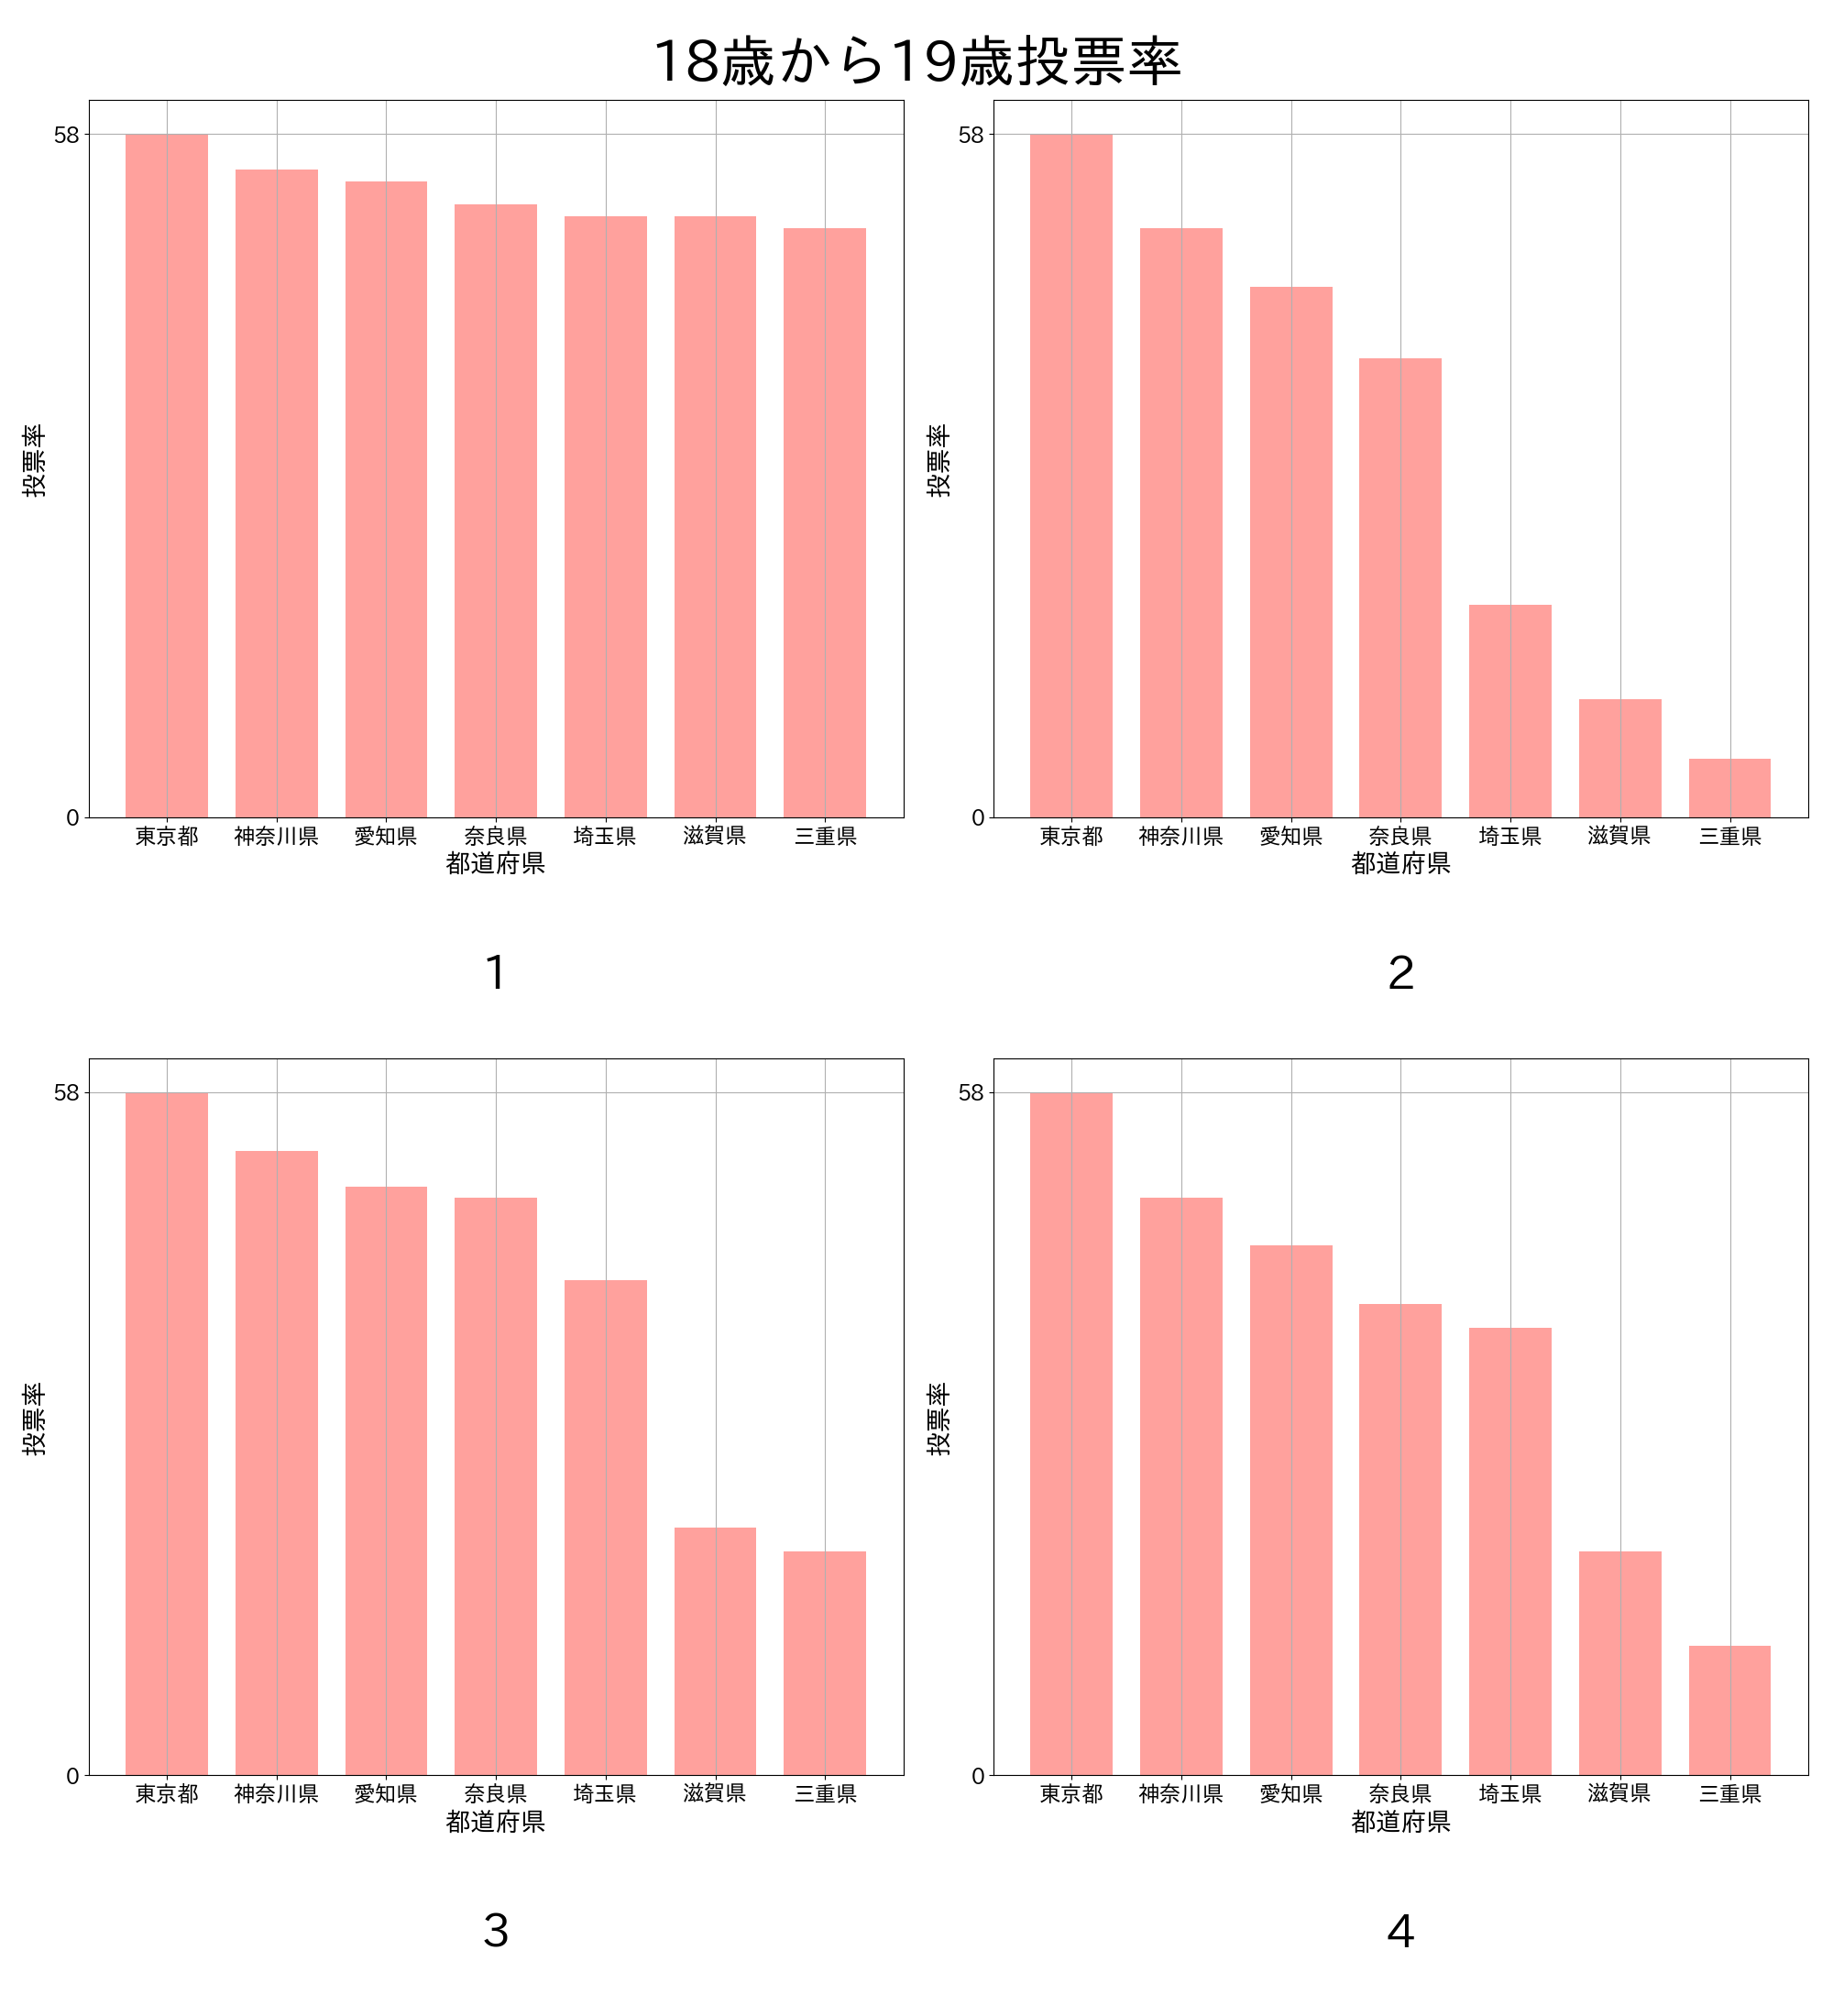 18歳から19歳投票率
58
0
投票率
東京都 神奈川県 愛知県 奈良県 埼玉県 滋賀県 三重県
都道府県
1
58
0
投票率
東京都 神奈川県 愛知県 奈良県 埼玉県 滋賀県 三重県
都道府県
2
58
0
投票率
東京都 神奈川県 愛知県 奈良県 埼玉県 滋賀県 三重県
都道府県
3
58
0
投票率
東京都 神奈川県 愛知県 奈良県 埼玉県 滋賀県 三重県
都道府県
4